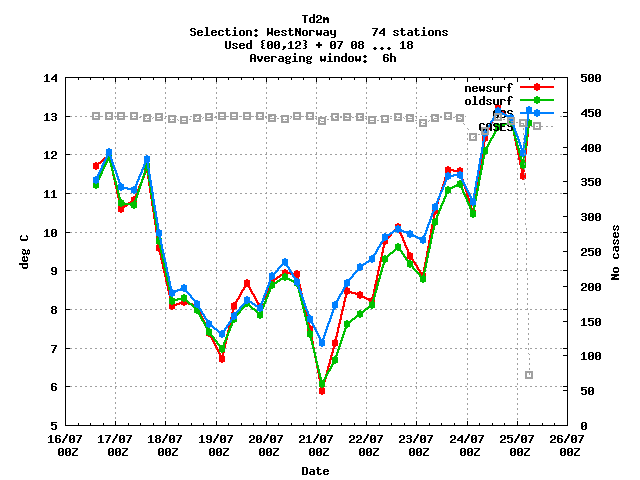 Td2m
Selection: WestNorway 74 stations
Used {00,12} + 07 08 ... 18
Averaging window: 6h
14 500
newsurf
oldsurf
OBS
CASES
13 450
12 400
11 350
10 300
deg C
No cases
250
9
8 200
150
7
100
6
50
5 0
16/07 17/07 18/07 19/07 20/07 21/07 22/07 23/07 24/07 25/07 26/07
00Z 00Z 00Z 00Z 00Z 00Z 00Z 00Z 00Z 00Z 00Z
Date